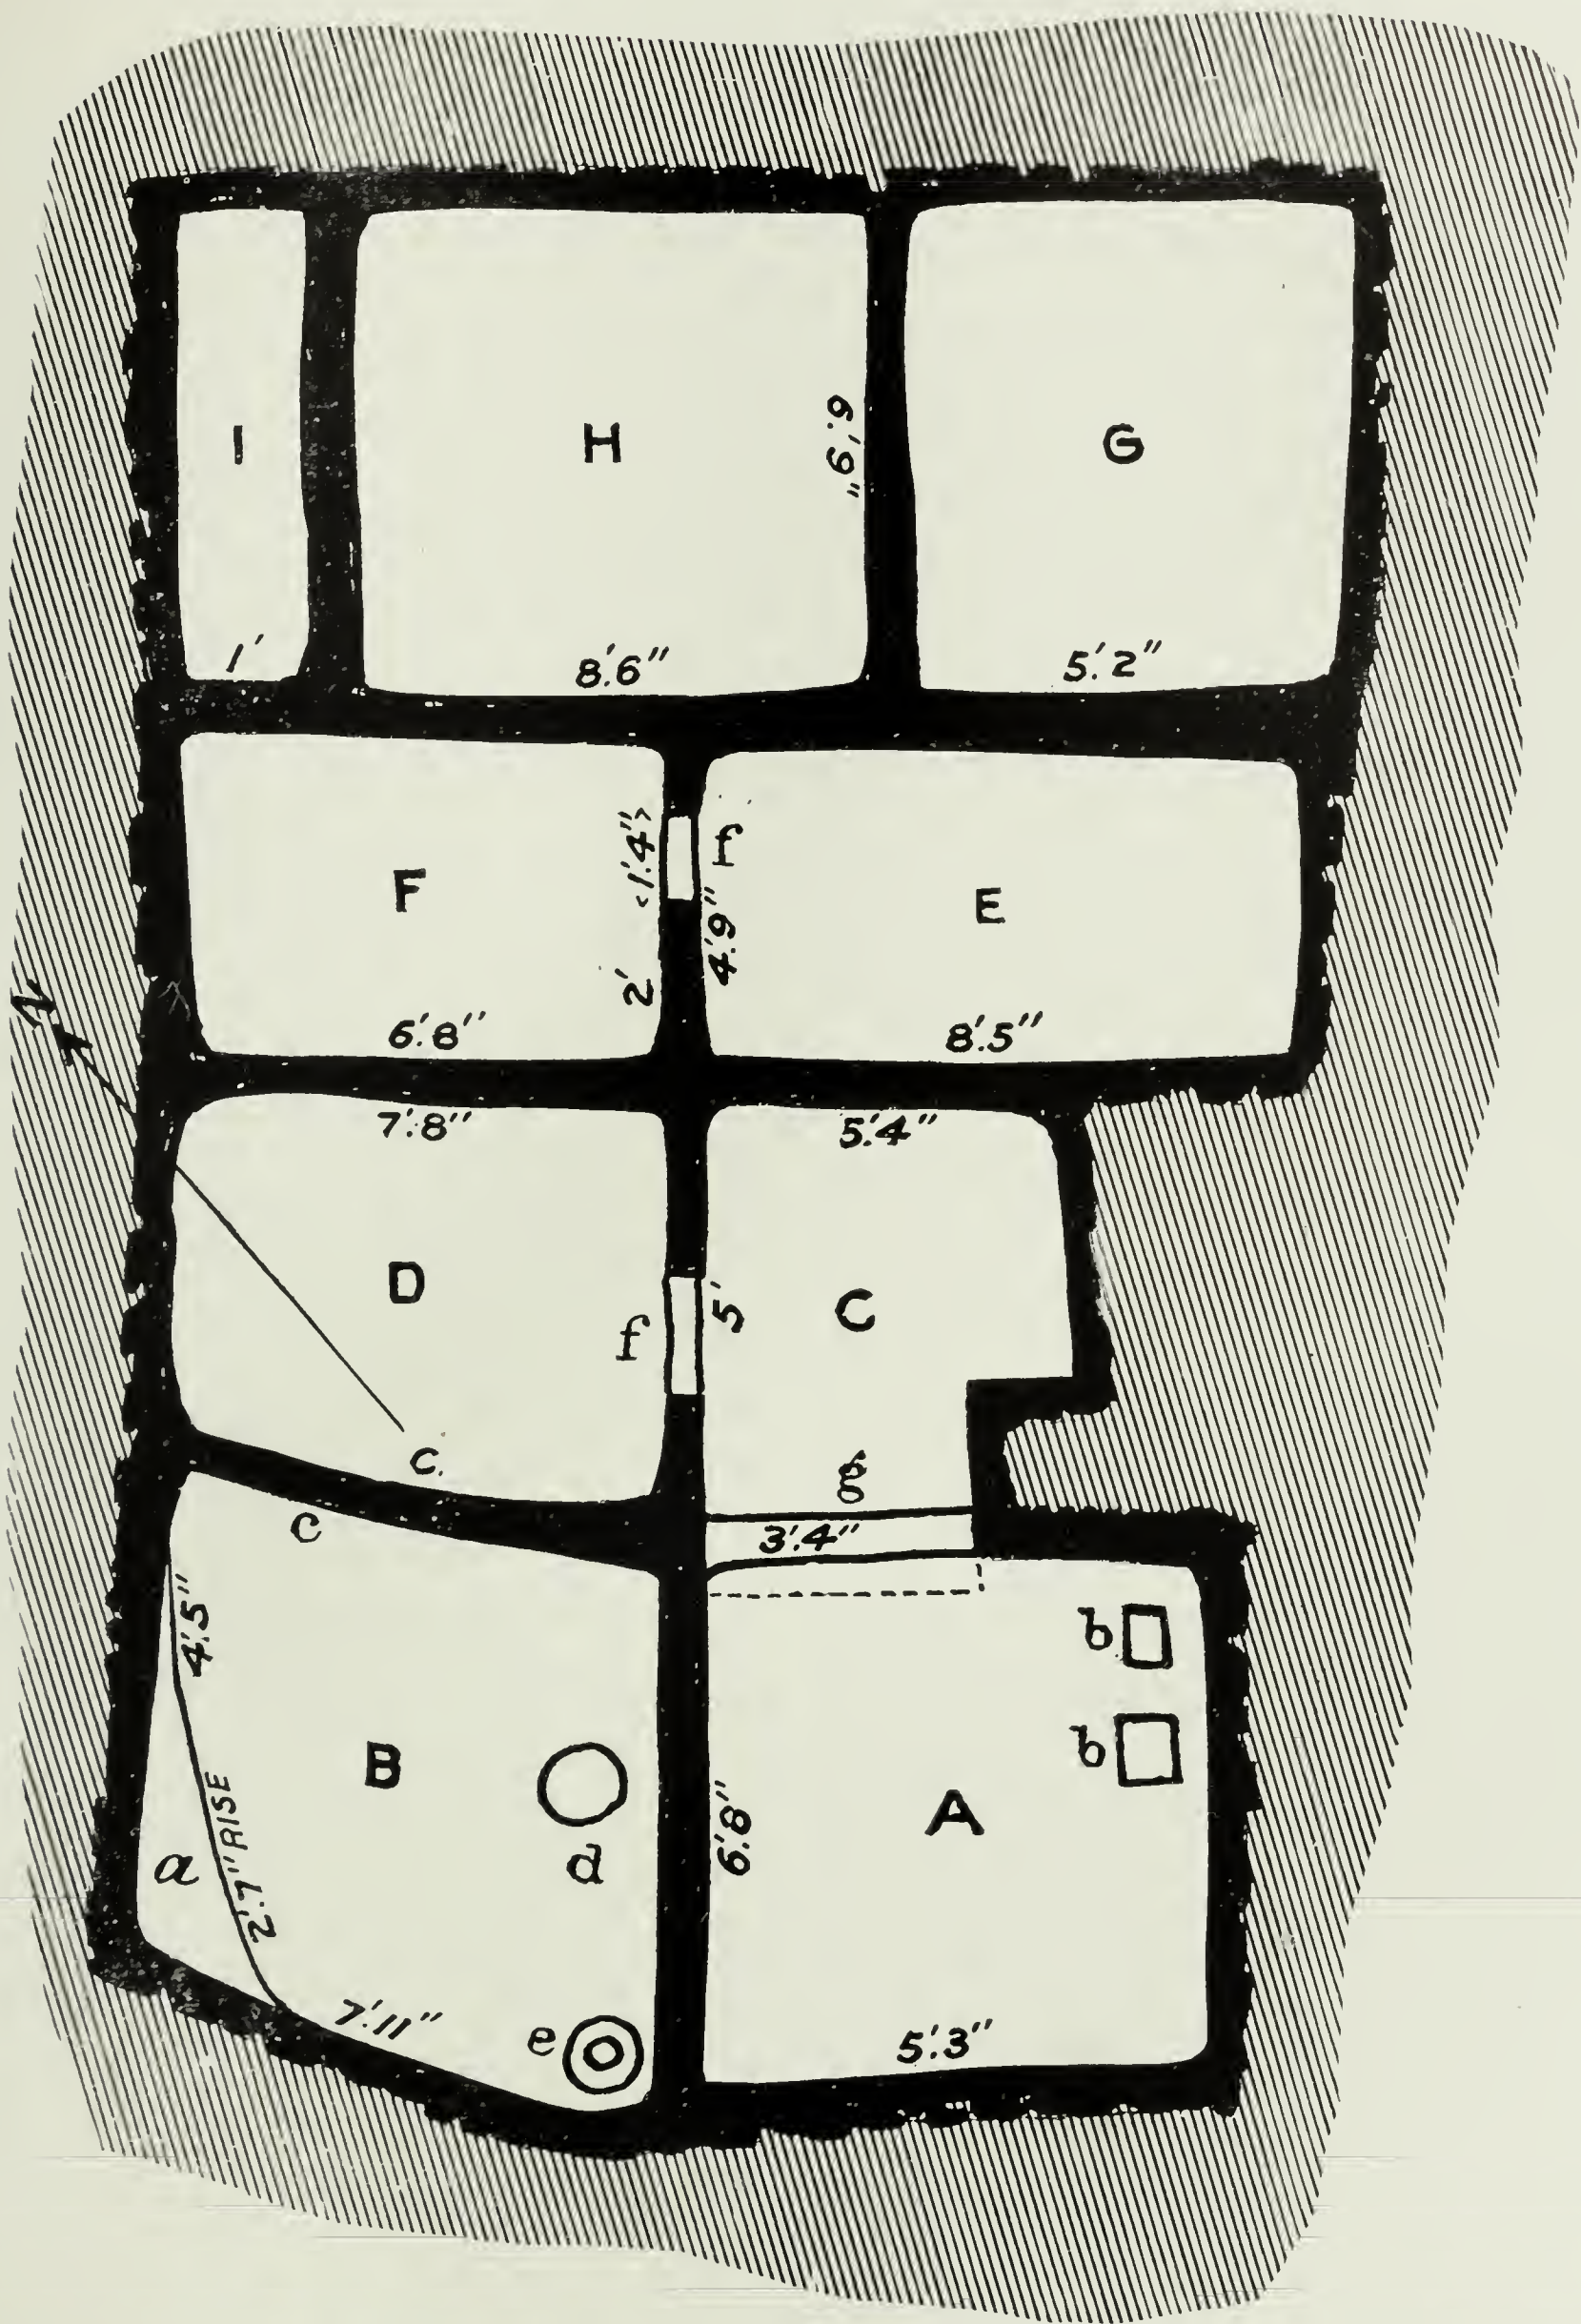 I
H
6'.9"
G
1'
8'.6"
5'.2"
F
<1'.4">
2'
f
4'.9"
E
6'.8"
8'.5"
N
7'.8"
5'.4"
D
f
5'
C
c.
g
c
3'.4"
4'.5"
B
b
b
a
2'.7" RISE
d
6'.8"
A
7'.11"
e
5'.3"